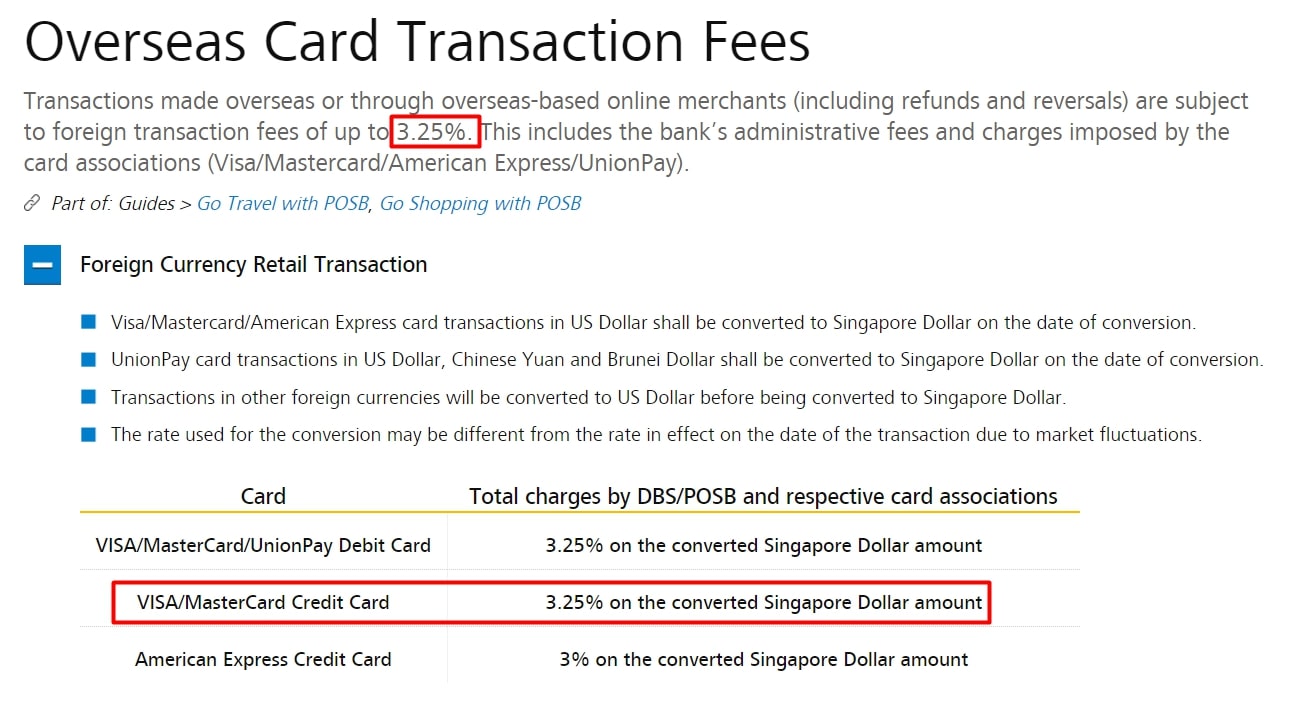 Overseas Card Transaction Fees
Transactions made overseas or through overseas-based online merchants (including refunds and reversals) are subject
to foreign transaction fees of up to 3.25%. This includes the bank’s administrative fees and charges imposed by the
card associations (Visa/Mastercard/American Express/UnionPay).
Part of: Guides > Go Travel with POSB, Go Shopping with POSB
Foreign Currency Retail Transaction
Visa/Mastercard/American Express card transactions in US Dollar shall be converted to Singapore Dollar on the date of conversion.
UnionPay card transactions in US Dollar, Chinese Yuan and Brunei Dollar shall be converted to Singapore Dollar on the date of conversion.
Transactions in other foreign currencies will be converted to US Dollar before being converted to Singapore Dollar.
The rate used for the conversion may be different from the rate in effect on the date of the transaction due to market fluctuations.
Card Total charges by DBS/POSB and respective card associations
VISA/MasterCard/UnionPay Debit Card 3.25% on the converted Singapore Dollar amount
VISA/MasterCard Credit Card 3.25% on the converted Singapore Dollar amount
American Express Credit Card 3% on the converted Singapore Dollar amount